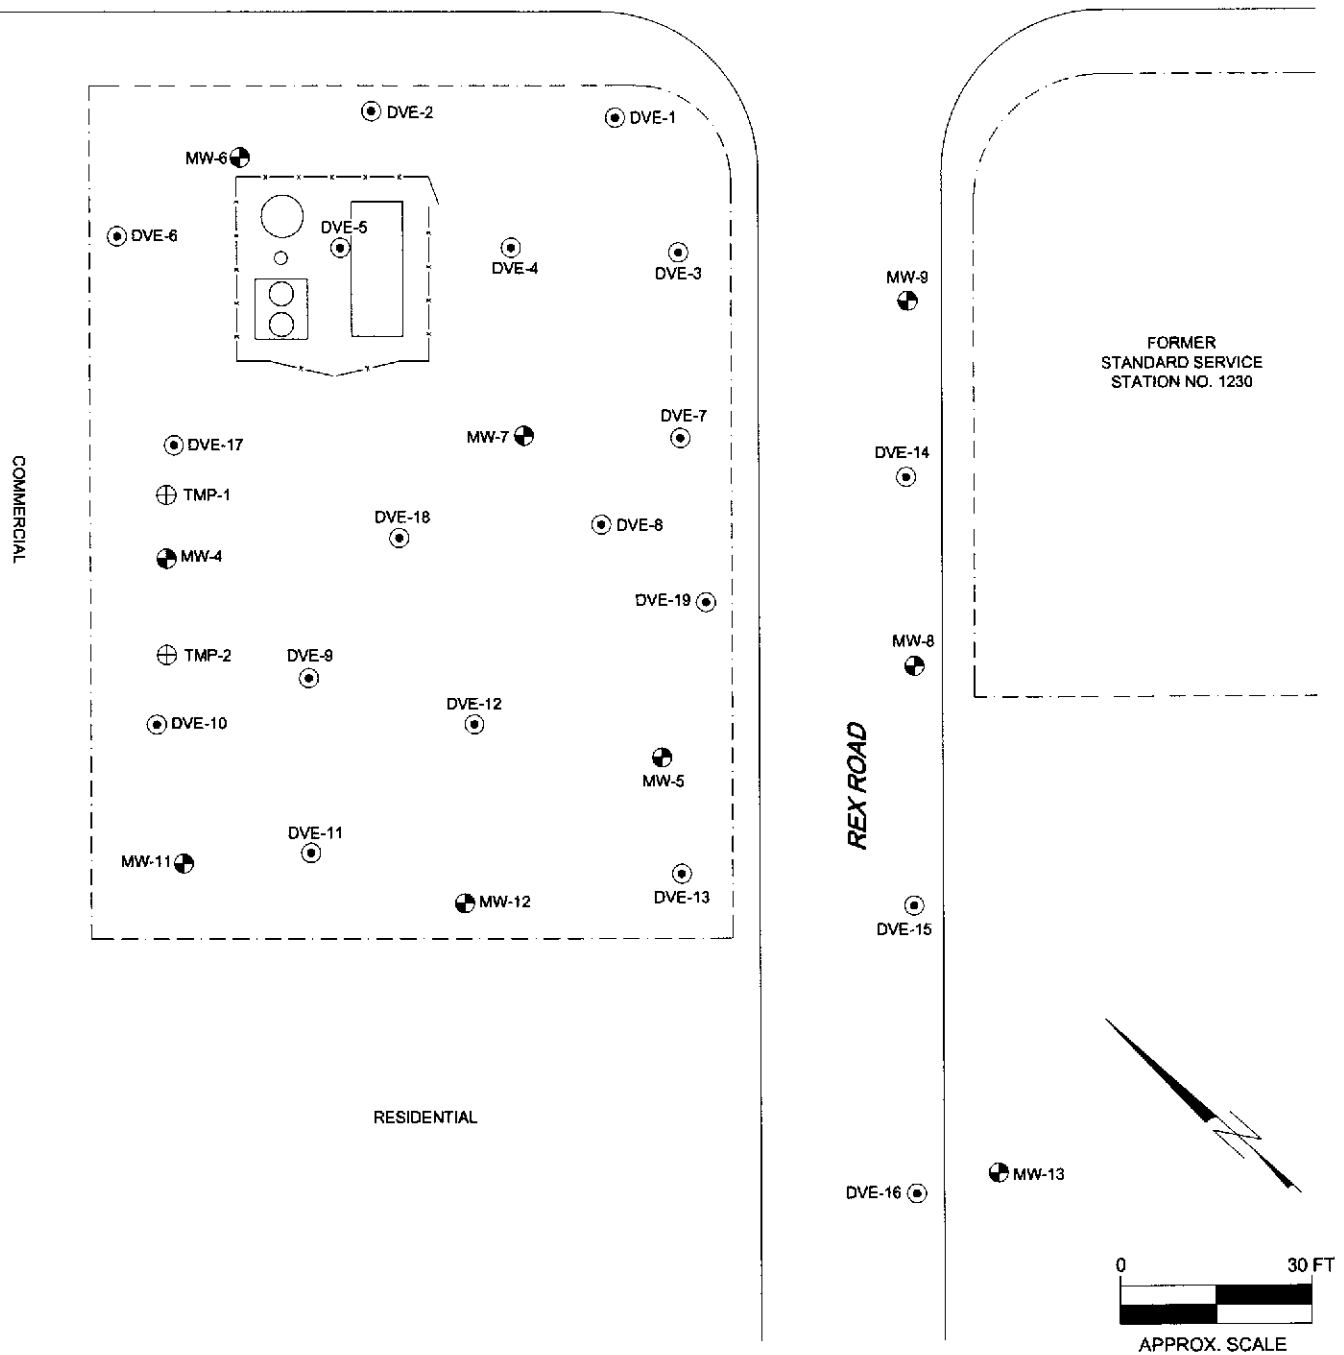 DVE-2
DVE-1
MW-6
DVE-5
DVE-6
DVE-4
DVE-3
MW-9
FORMER
STANDARD SERVICE
STATION NO. 1230
DVE-7
MW-7
DVE-17
DVE-14
COMMERCIAL
TMP-1
DVE-18
DVE-8
MW-4
DVE-19
MW-8
TMP-2
DVE-9
DVE-12
DVE-10
REX ROAD
MW-5
DVE-11
MW-11
DVE-13
MW-12
DVE-15
RESIDENTIAL
N
MW-13
DVE-16
0 30 FT
APPROX. SCALE